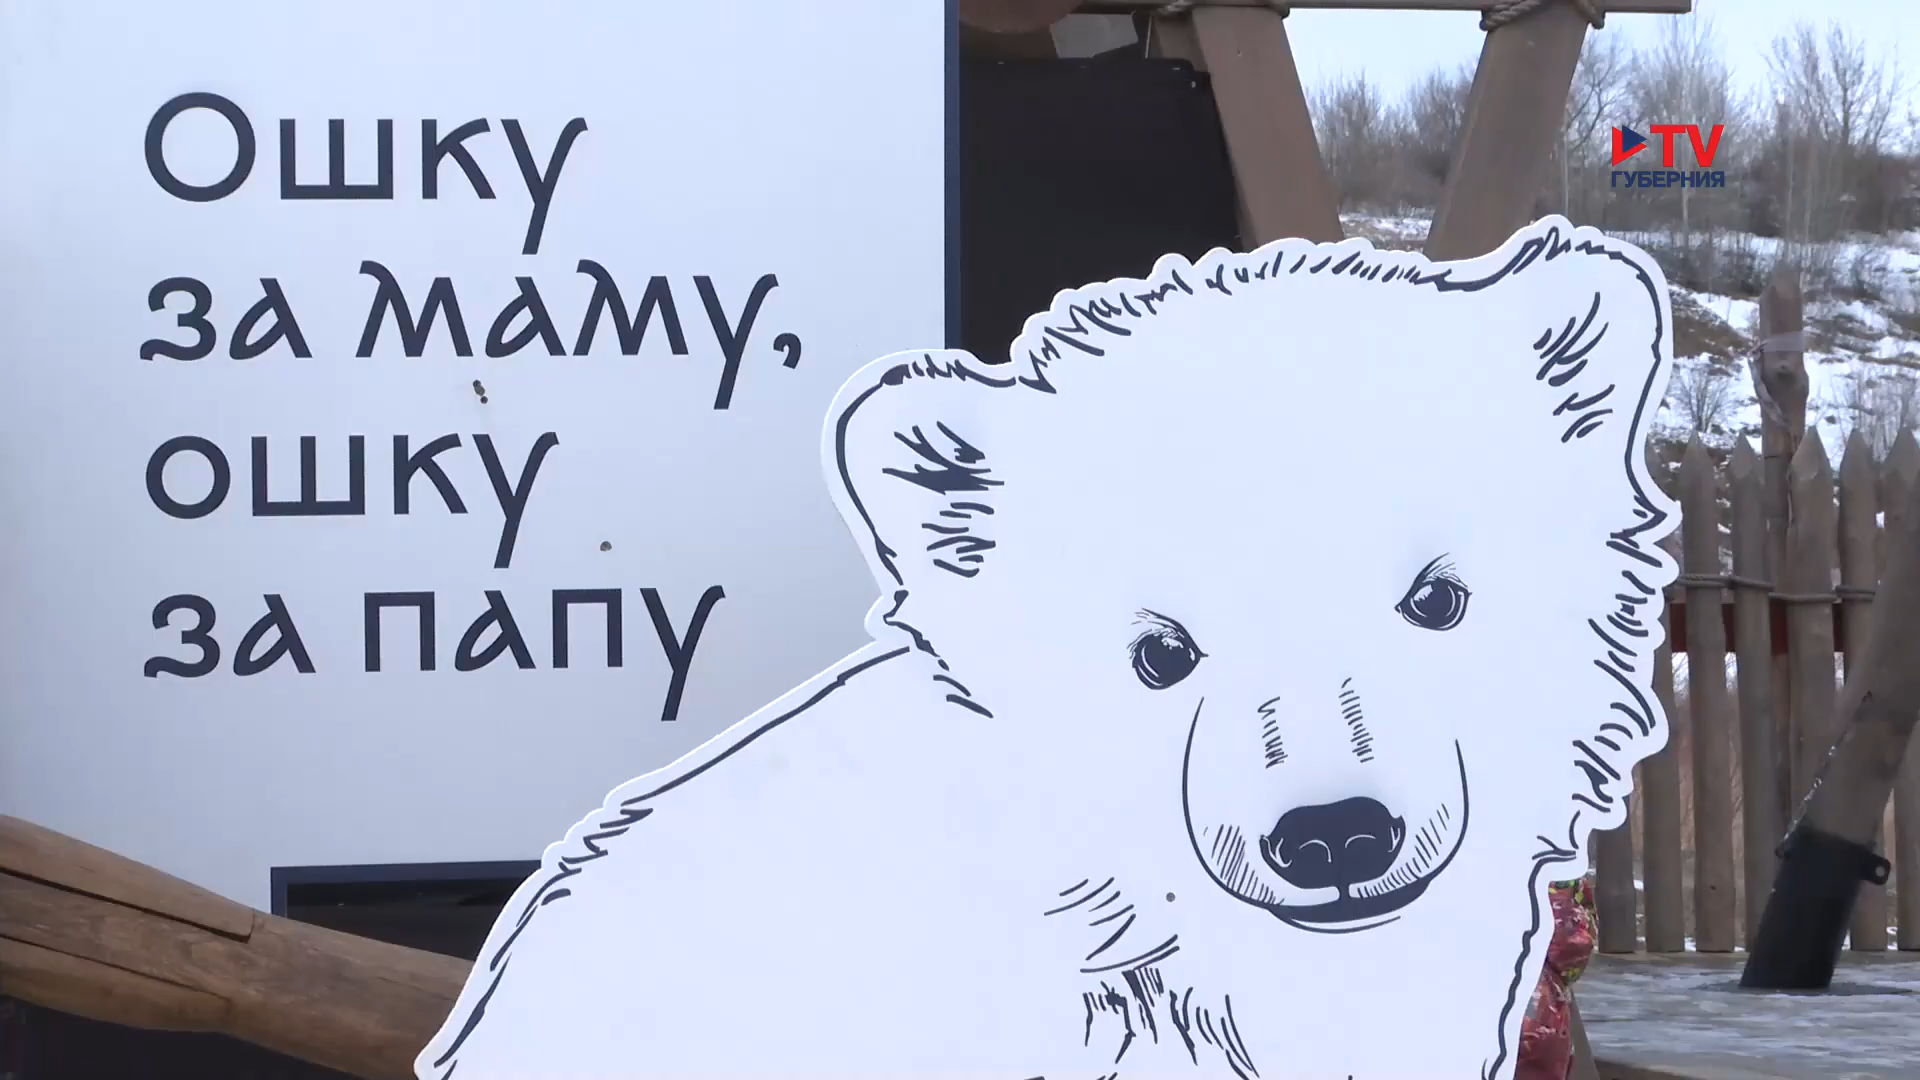 Ошку
за маму,
ошку
за папу
TV
ГУБЕРНИЯ